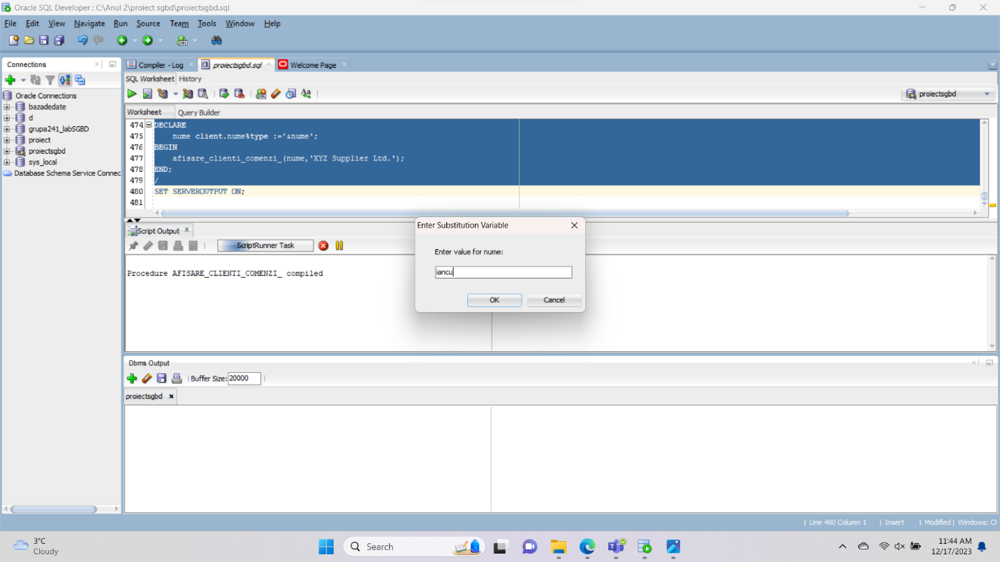 Oracle SQL Developer : C:\Anul 2\proiect sgbd\proiectsgbd.sql
File Edit View Navigate Run Source Team Tools Window Help
Connections
Oracle Connections
bazadedate
d
grupa241_labSGBD
proiect
proiectsgbd
sys_local
Database Schema Service Connec
Compiler - Log
proiectsgbd.sql
Welcome Page
SQL Worksheet History
proiectsgbd
Worksheet Query Builder
474 DECLARE
475 nume client.nume%type :='&nume';
476 BEGIN
477 afisare_clienti_comenzi_(nume,'XYZ Supplier Ltd.');
478 END;
479 /
480 SET SERVEROUTPUT ON;
481
Script Output
ScriptRunner Task
Procedure AFISARE_CLIENTI_COMENZI_ compiled
Enter Substitution Variable
Enter value for nume:
iancu
OK Cancel
Dbms Output
Buffer Size: 20000
proiectsgbd
| Line 480 Column 1 | Insert | Modified | Windows: CF
3°C
Cloudy
Search
11:44 AM
12/17/2023